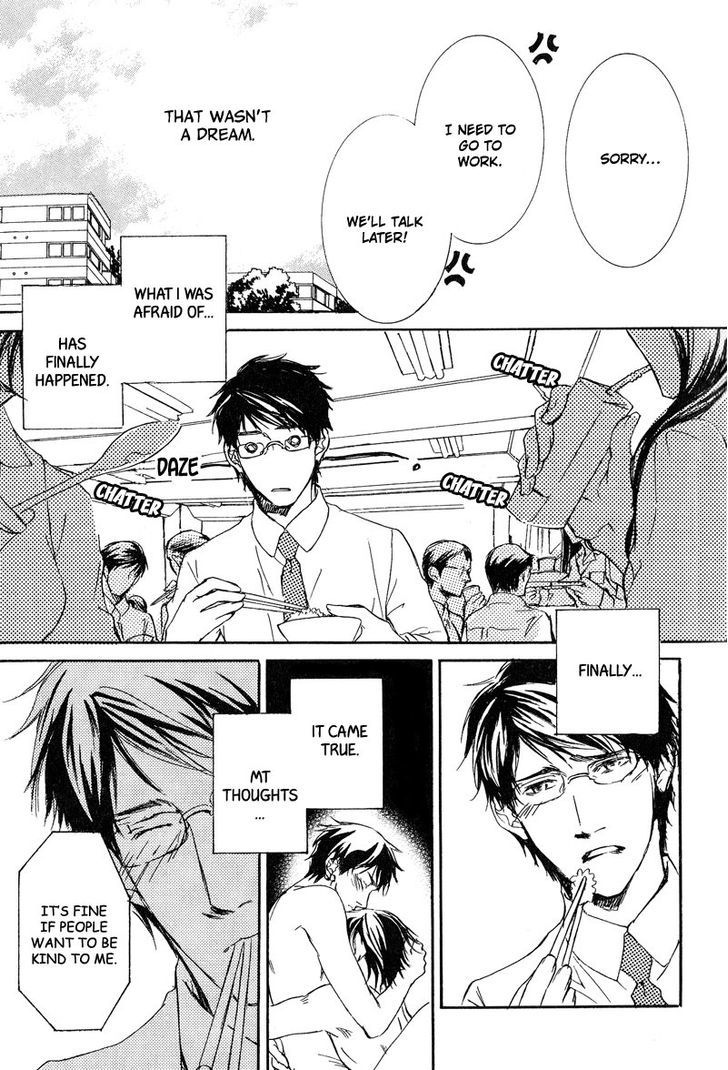 SORRY...
I NEED TO
GO TO
WORK.
WE'LL TALK
LATER!
THAT WASN'T
A DREAM.
WHAT I WAS
AFRAID OF...
HAS
FINALLY
HAPPENED.
CHATTER
DAZE
CHATTER
CHATTER
FINALLY...
IT CAME
TRUE.
MT
THOUGHTS
...
IT'S FINE
IF PEOPLE
WANT TO BE
KIND TO ME.